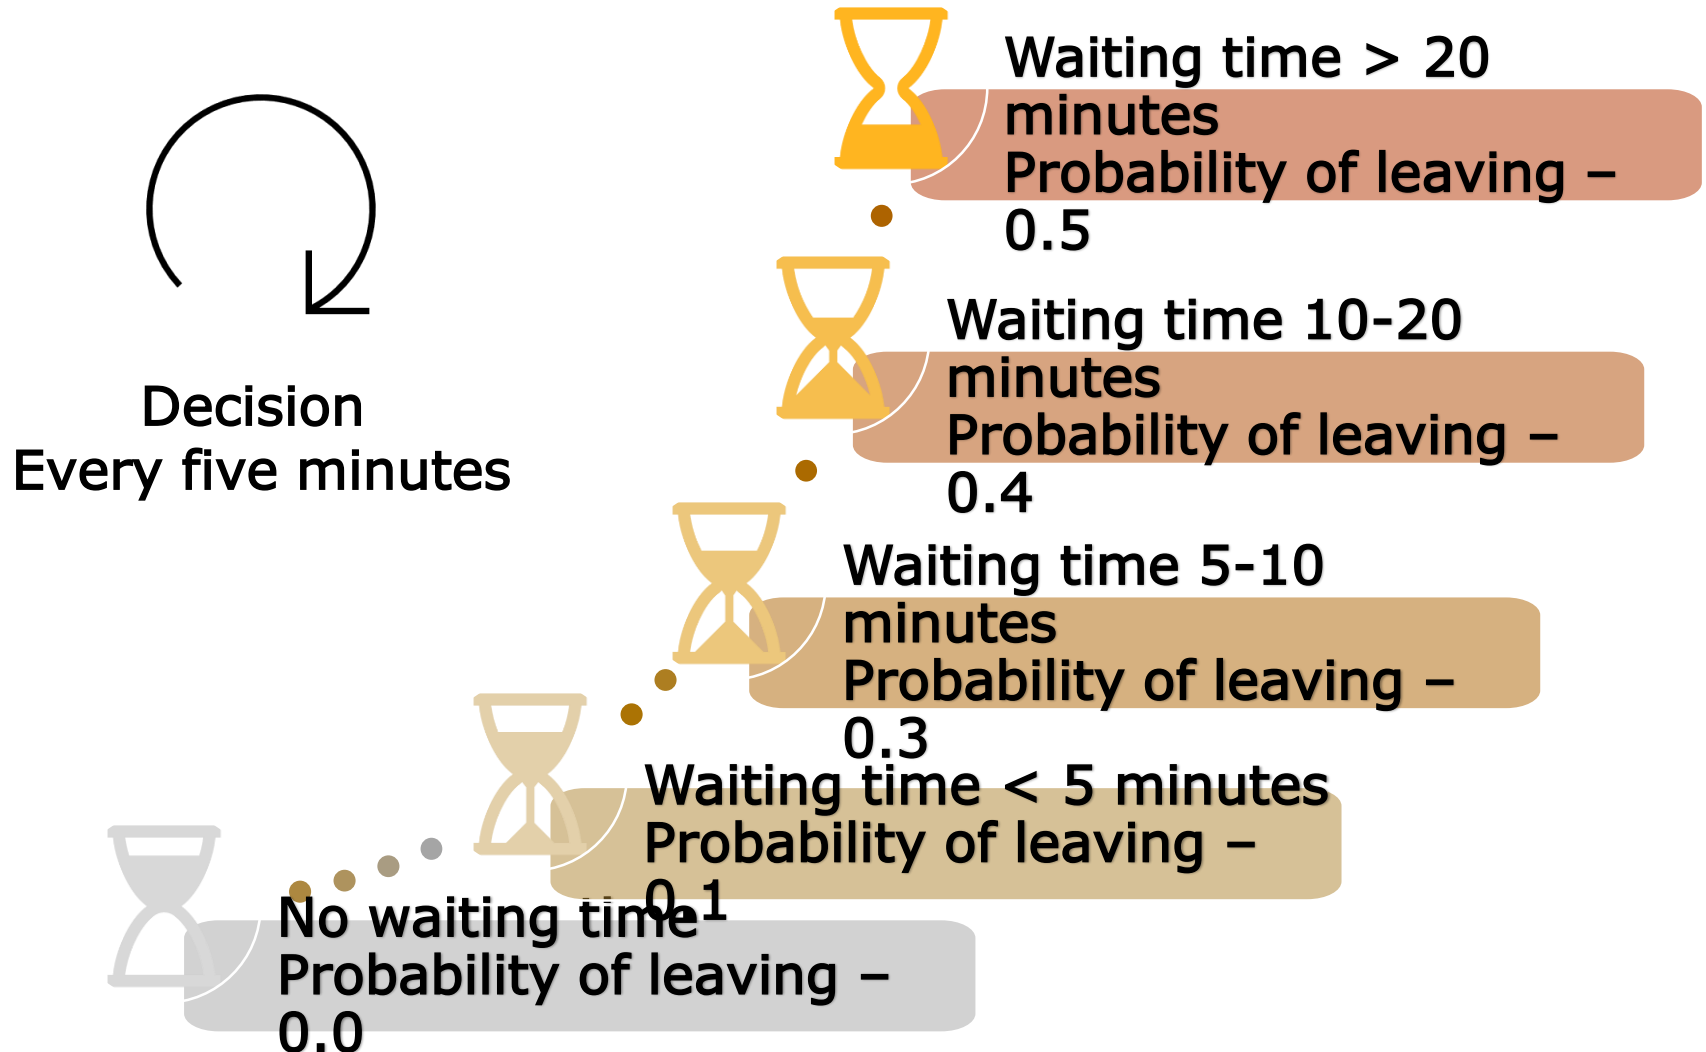 Waiting time > 20
minutes
Probability of leaving –
0.5
Waiting time 10-20
minutes
Probability of leaving –
0.4
Decision
Every five minutes
Waiting time 5-10
minutes
Probability of leaving –
0.3
Waiting time < 5 minutes
Probability of leaving –
0.1
No waiting time
Probability of leaving –
0.0